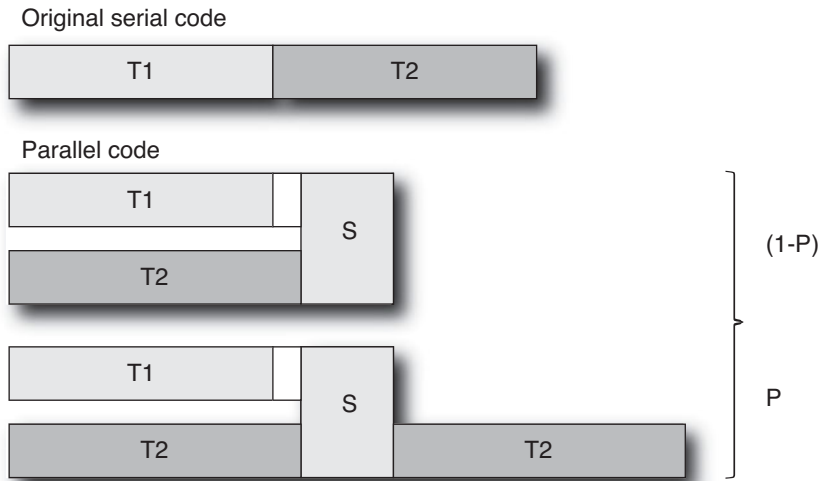 Original serial code
T1 T2
Parallel code
T1
S
(1-P)
T2
T1
S
P
T2 T2